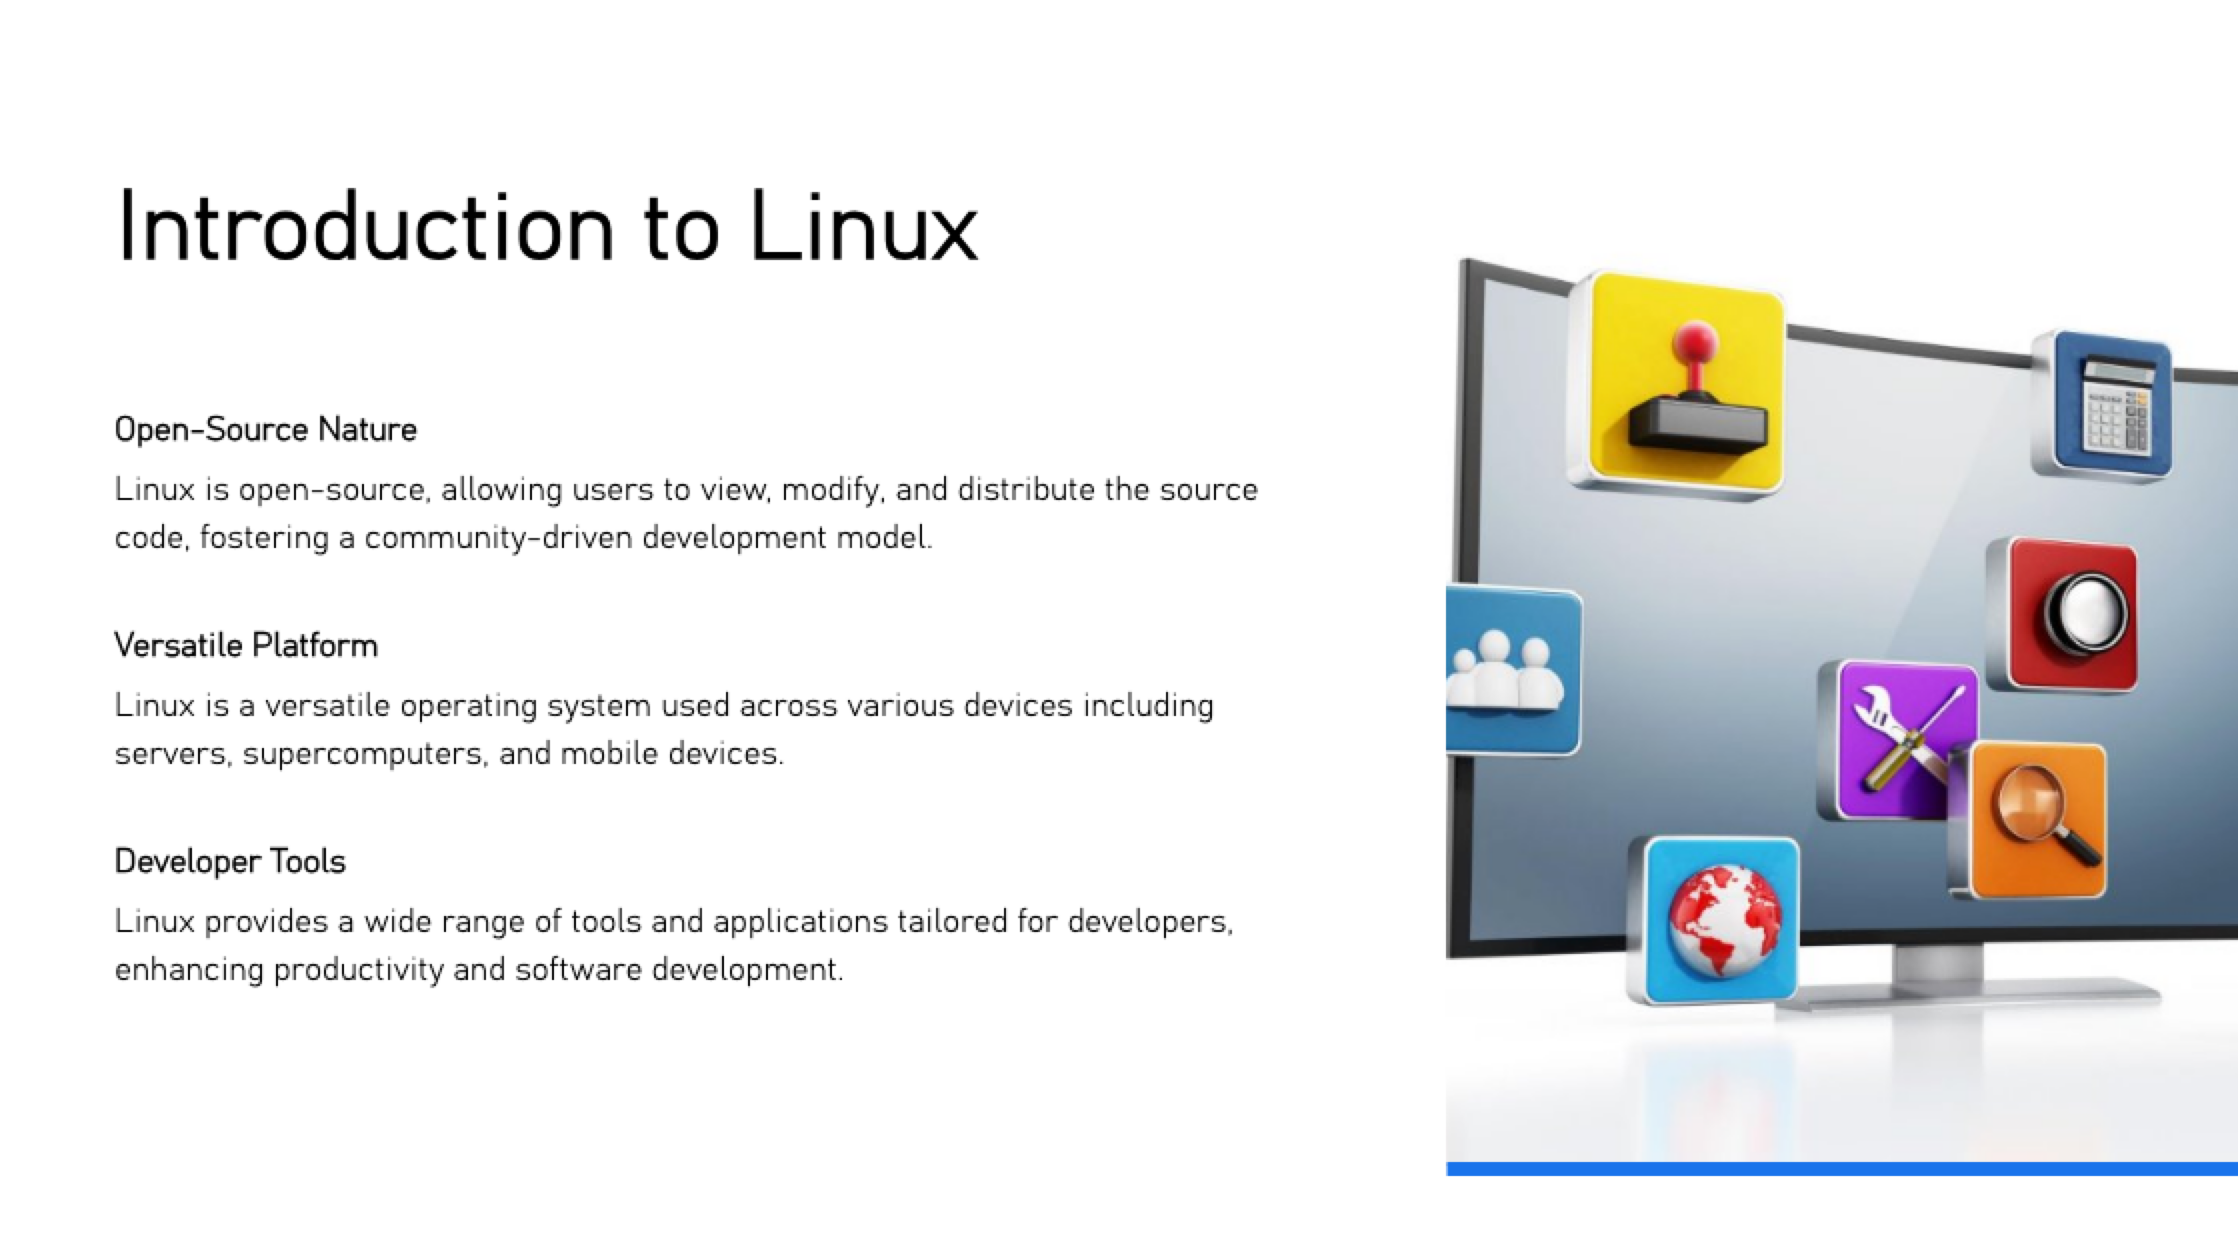 Introduction to Linux
Open-Source Nature
Linux is open-source, allowing users to view, modify, and distribute the source
code, fostering a community-driven development model.
Versatile Platform
Linux is a versatile operating system used across various devices including
servers, supercomputers, and mobile devices.
Developer Tools
Linux provides a wide range of tools and applications tailored for developers,
enhancing productivity and software development.